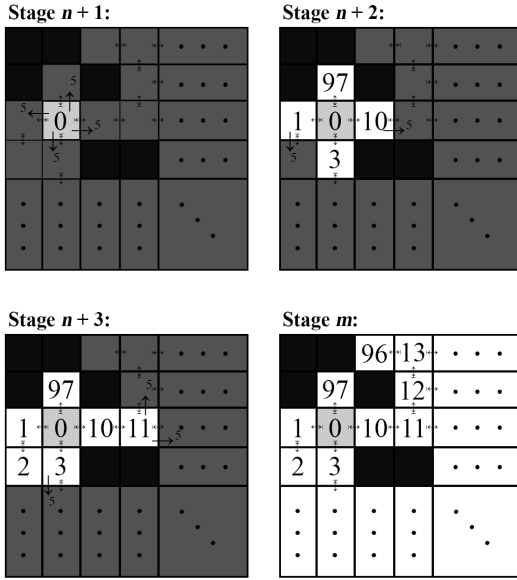 Stage n + 1:
5
5
0
5
5
Stage n + 2:
97
1 0 10 5
5 3
Stage n + 3:
97 5
1 0 10 11 5
2 3
5
Stage m:
96 13
97 12
1 0 10 11
2 3